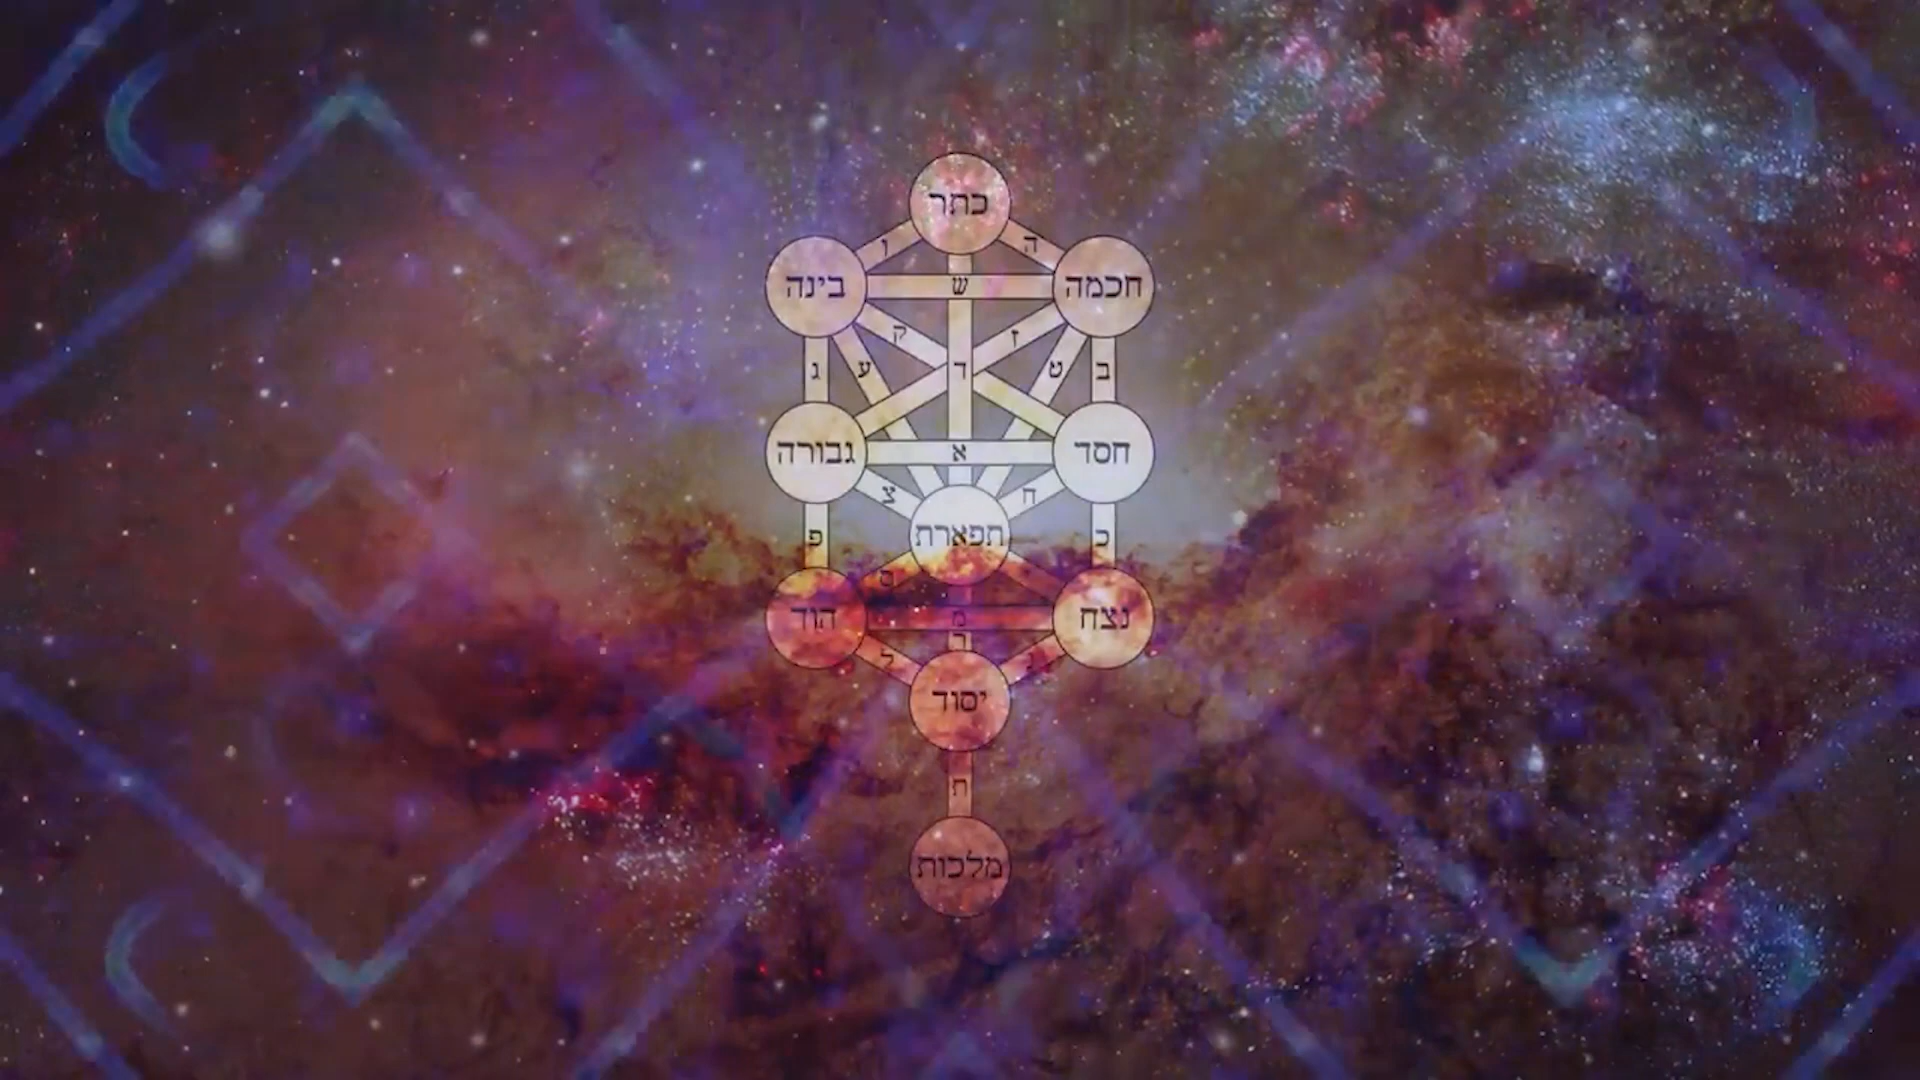 כתר
ה
ו
חכמה
ש
בינה
ז
ק
ב
ט
ד
ע
ג
חסד
א
גבורה
ח
צ
כ
תפארת
פ
ס
נצח
מ
הוד
ר
ל
יסוד
ת
מלכות